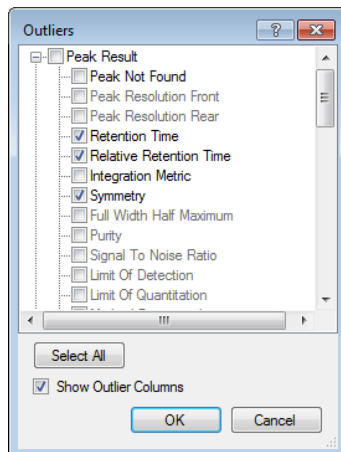 Outliers
Peak Result
Peak Not Found
Peak Resolution Front
Peak Resolution Rear
Retention Time
Relative Retention Time
Integration Metric
Symmetry
Full Width Half Maximum
Purity
Signal To Noise Ratio
Limit Of Detection
Limit Of Quantitation
Select All
Show Outlier Columns
OK
Cancel